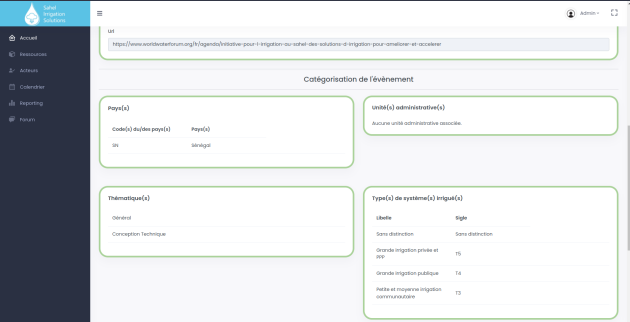 Sahel
Irrigation
Solutions
Admin
Accueil
Ressources
Acteurs
Calendrier
Reporting
Forum
url
https://www.worldwaterforum.org/fr/agenda/initiative-pour-l-irrigation-au-sahel-des-solutions-d-irrigation-pour-ameliorer-et-accelerer
Catégorisation de l'évènement
Pays(s)
Code(s) du/des pays(s) Pays(s)
SN Sénégal
Unité(s) administrative(s)
Aucune unité administrative associée.
Thématique(s)
Général
Conception Technique
Type(s) de système(s) irrigué(s)
Libelle Sigle
Sans distinction Sans distinction
Grande irrigation privée et
ppp T5
Grande irrigation publique T4
Petite et moyenne irrigation
communautaire T3